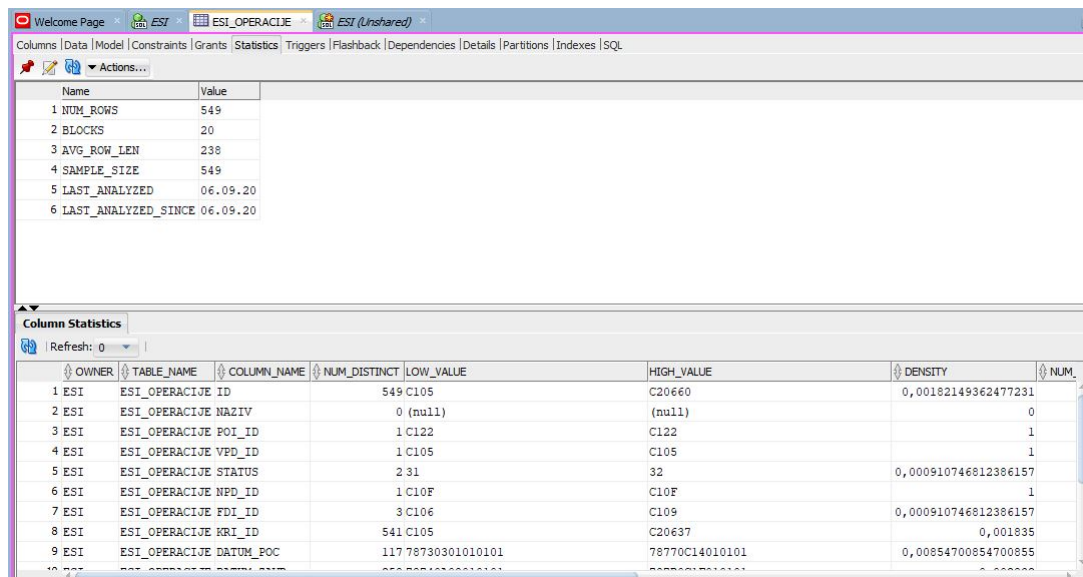 Welcome Page ESI ESI_OPERACIJE ESI (Unshared)
Columns |Data |Model |Constraints |Grants |Statistics |Triggers |Flashback |Dependencies |Details |Partitions |Indexes |SQL
Actions...
Name Value
1 NUM_ROWS 549
2 BLOCKS 20
3 AVG_ROW_LEN 238
4 SAMPLE_SIZE 549
5 LAST_ANALYZED 06.09.20
6 LAST_ANALYZED_SINCE 06.09.20
Column Statistics
Refresh: 0
OWNER TABLE_NAME COLUMN_NAME NUM_DISTINCT LOW_VALUE HIGH_VALUE DENSITY NUM_
1 ESI ESI_OPERACIJE ID 549 C105 C20660 0,00182149362477231
2 ESI ESI_OPERACIJE NAZIV 0 (null) (null) 0
3 ESI ESI_OPERACIJE POI_ID 1 C122 C122 1
4 ESI ESI_OPERACIJE VPD_ID 1 C105 C105 1
5 ESI ESI_OPERACIJE STATUS 2 31 32 0,000910746812386157
6 ESI ESI_OPERACIJE NPD_ID 1 C10F C10F 1
7 ESI ESI_OPERACIJE FDI_ID 3 C106 C109 0,000910746812386157
8 ESI ESI_OPERACIJE KRI_ID 541 C105 C20637 0,001835
9 ESI ESI_OPERACIJE DATUM_POC 117 78730301010101 78770C14010101 0,00854700854700855